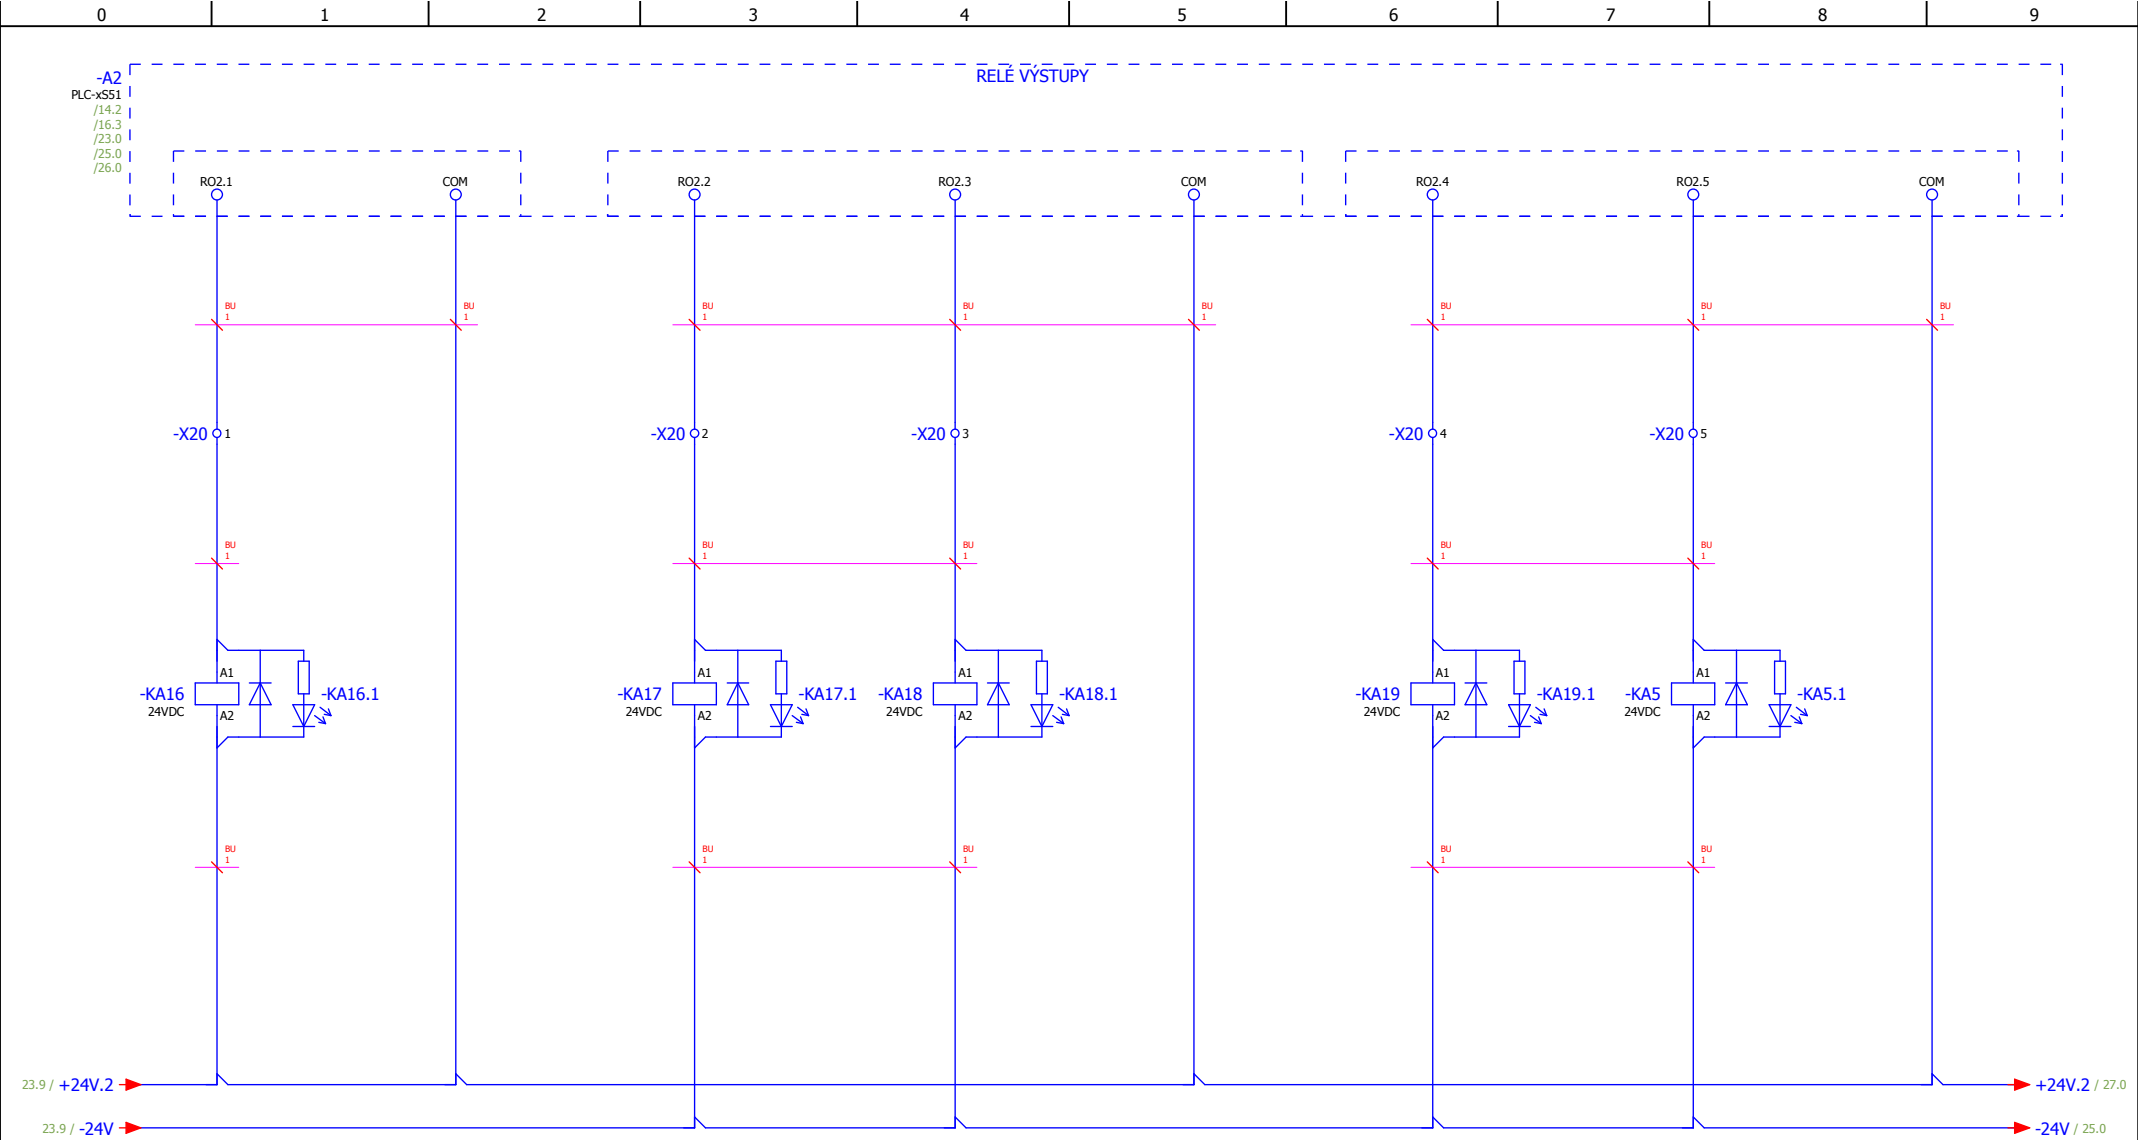 0 1 2 3 4 5 6 7 8 9
RELÉ VÝSTUPY
-A2
PLC-xS51
/14.2
/16.3
/23.0
/25.0
/26.0
RO2.1 COM RO2.2 RO2.3 COM RO2.4 RO2.5 COM
BU BU BU BU BU BU BU BU
1 1 1 1 1 1 1 1
-X20 1 -X20 2 -X20 3 -X20 4 -X20 5
BU BU BU BU BU
1 1 1 1 1
A1 A1 A1 A1 A1
-KA16 -KA16.1 -KA17 -KA17.1 -KA18 -KA18.1 -KA19 -KA19.1 -KA5 -KA5.1
24VDC A2 24VDC A2 24VDC A2 24VDC A2 24VDC A2
BU BU BU BU BU
1 1 1 1 1
23.9 / +24V.2 +24V.2 / 27.0
23.9 / -24V -24V / 25.0